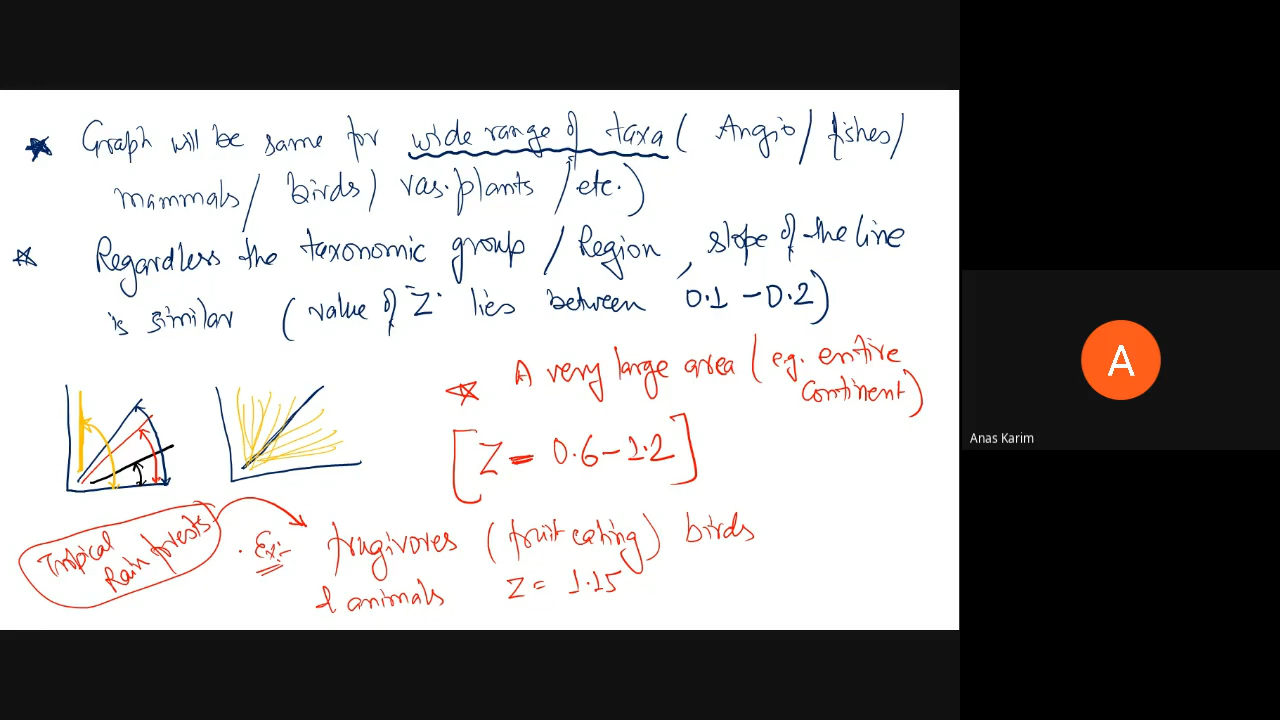 Graph will be same for wide range of taxa ( Angio / fishes /
mammals / birds / vas. plants / etc. )
Regardless the taxonomic group / Region , slope of the line
is similar ( value of Z lies between 0.1 - 0.2 )
A very large area ( eg. entire
continent )
[ Z = 0.6 - 1.2 ]
Tropical
Rain forests
Ex:- frugivores ( fruit eating ) birds
& animals Z = 1.15
A
Anas Karim